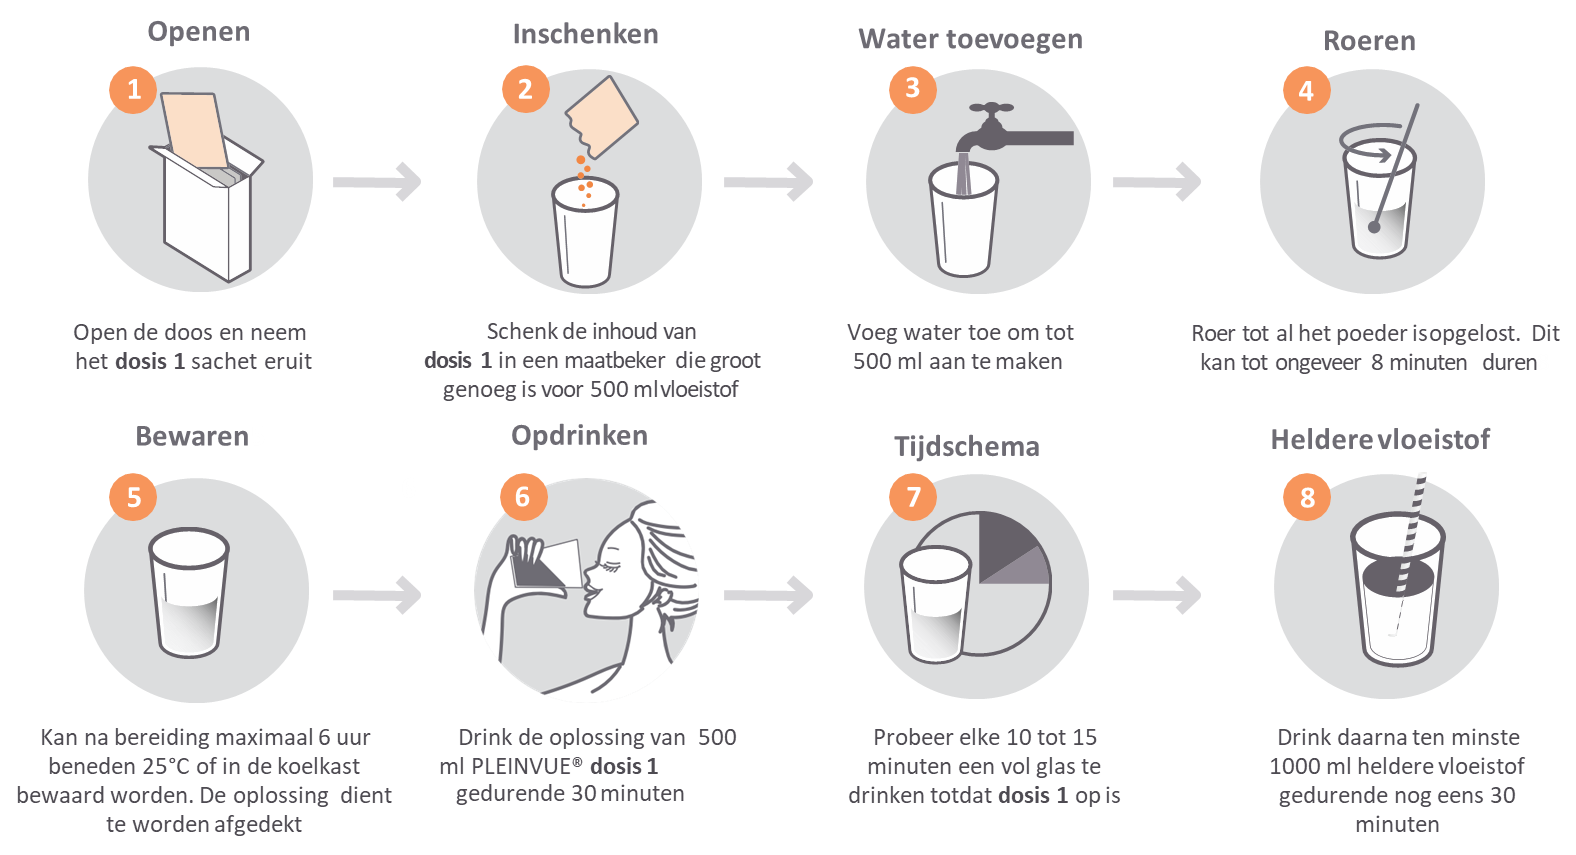 Openen
1
Open de doos en neem
het dosis 1 sachet eruit
Inschenken
2
Schenk de inhoud van
dosis 1 in een maatbeker die groot
genoeg is voor 500 ml vloeistof
Water toevoegen
3
Voeg water toe om tot
500 ml aan te maken
Roeren
4
Roer tot al het poeder is opgelost. Dit
kan tot ongeveer 8 minuten duren
Bewaren
5
Kan na bereiding maximaal 6 uur
beneden 25°C of in de koelkast
bewaard worden. De oplossing dient
te worden afgedekt
Opdrinken
6
Drink de oplossing van 500
ml PLEINVUE® dosis 1
gedurende 30 minuten
Tijdschema
7
Probeer elke 10 tot 15
minuten een vol glas te
drinken totdat dosis 1 op is
Heldere vloeistof
8
Drink daarna ten minste
1000 ml heldere vloeistof
gedurende nog eens 30
minuten